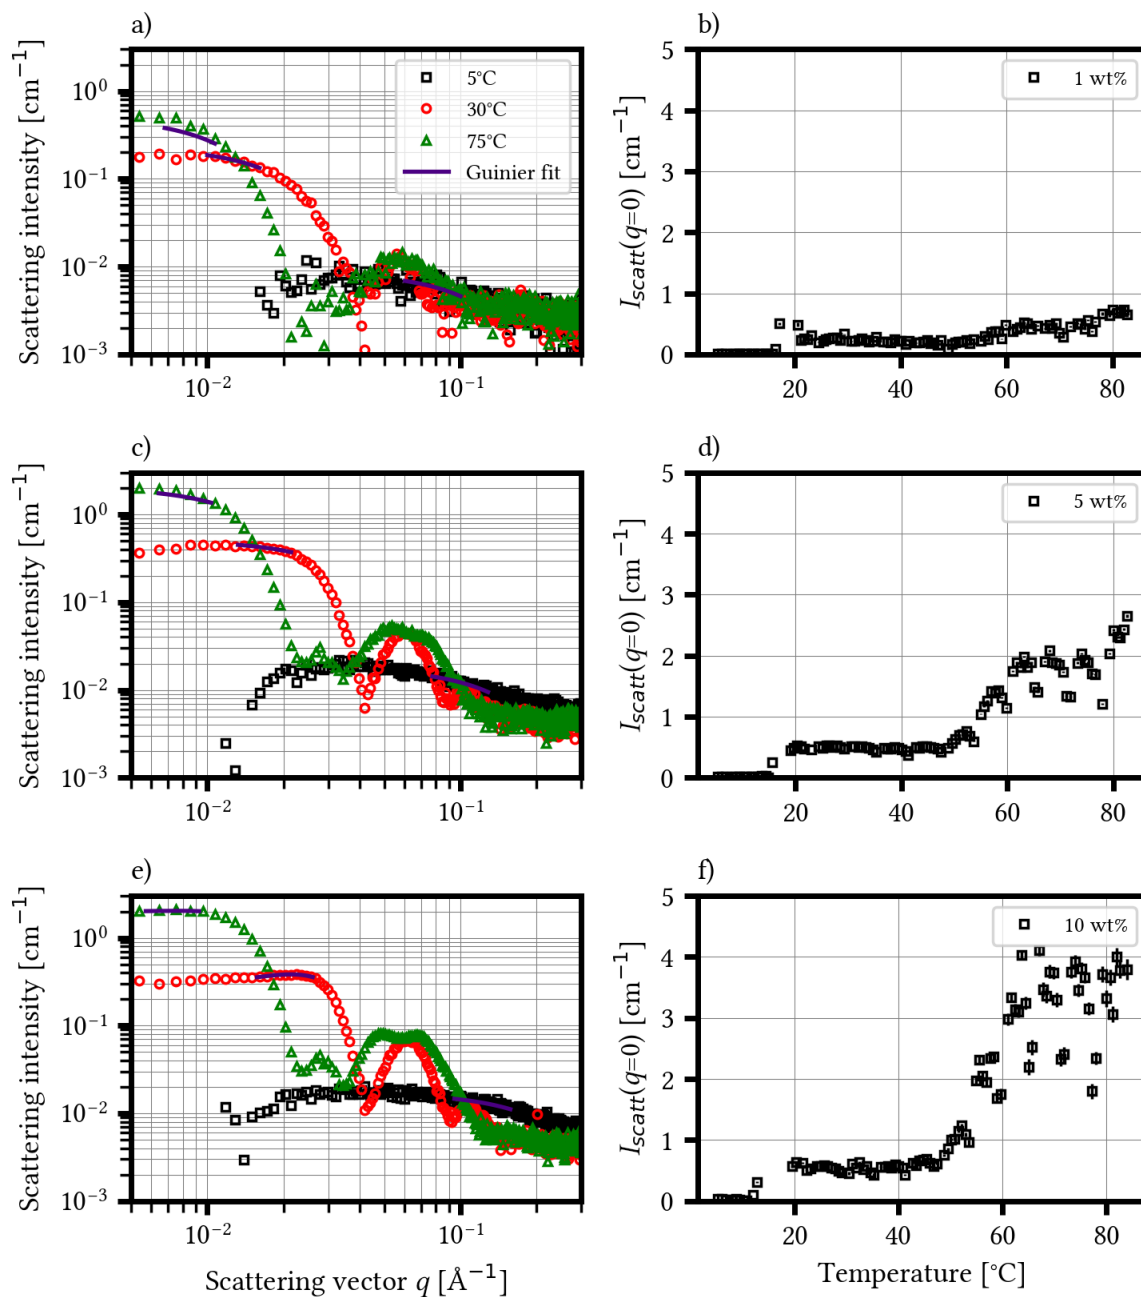 a)
Scattering intensity [cm⁻¹]
10⁰
10⁻¹
10⁻²
10⁻³
10⁻²
10⁻¹
5°C
30°C
75°C
Guinier fit
b)
I_scatt(q=0) [cm⁻¹]
5
4
3
2
1
0
20
40
60
80
1 wt%
c)
Scattering intensity [cm⁻¹]
10⁰
10⁻¹
10⁻²
10⁻³
10⁻²
10⁻¹
d)
I_scatt(q=0) [cm⁻¹]
5
4
3
2
1
0
20
40
60
80
5 wt%
e)
Scattering intensity [cm⁻¹]
10⁰
10⁻¹
10⁻²
10⁻³
10⁻²
10⁻¹
Scattering vector q [Å⁻¹]
f)
I_scatt(q=0) [cm⁻¹]
5
4
3
2
1
0
20
40
60
80
10 wt%
Temperature [°C]